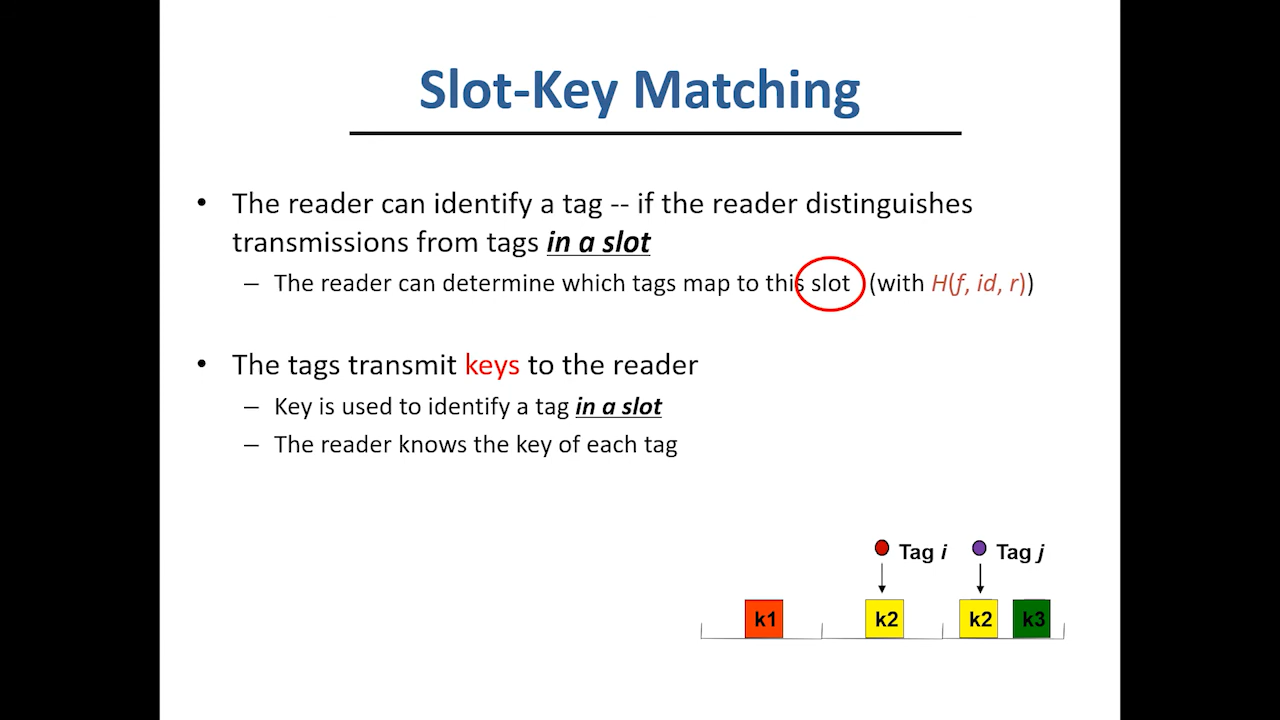 Slot-Key Matching
• The reader can identify a tag -- if the reader distinguishes
transmissions from tags in a slot
– The reader can determine which tags map to this slot (with H(f, id, r))
• The tags transmit keys to the reader
– Key is used to identify a tag in a slot
– The reader knows the key of each tag
Tag i Tag j
k1 k2 k2 k3